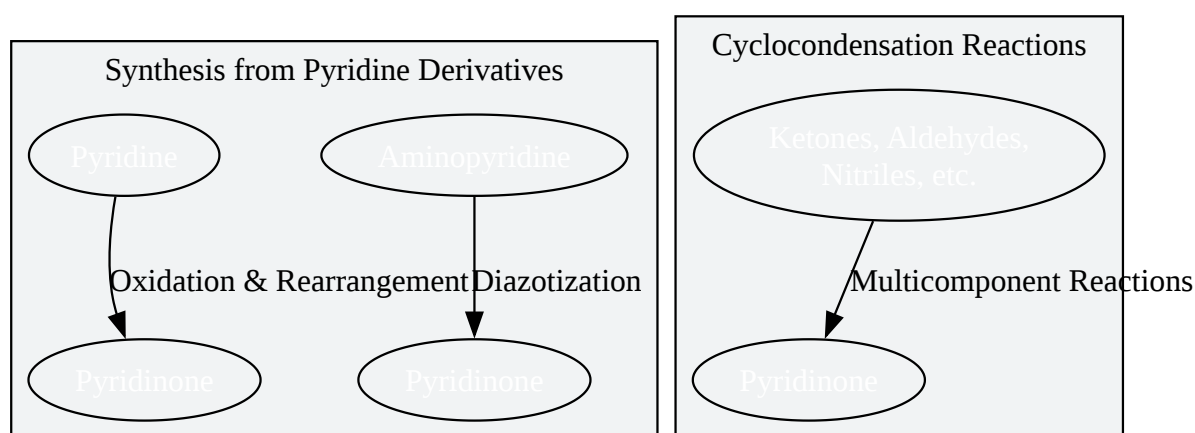 Synthesis from Pyridine Derivatives
Pyridine
Aminopyridine
Oxidation & Rearrangement
Diazotization
Pyridinone
Pyridinone
Cyclocondensation Reactions
Ketones, Aldehydes,
Nitriles, etc.
Multicomponent Reactions
Pyridinone